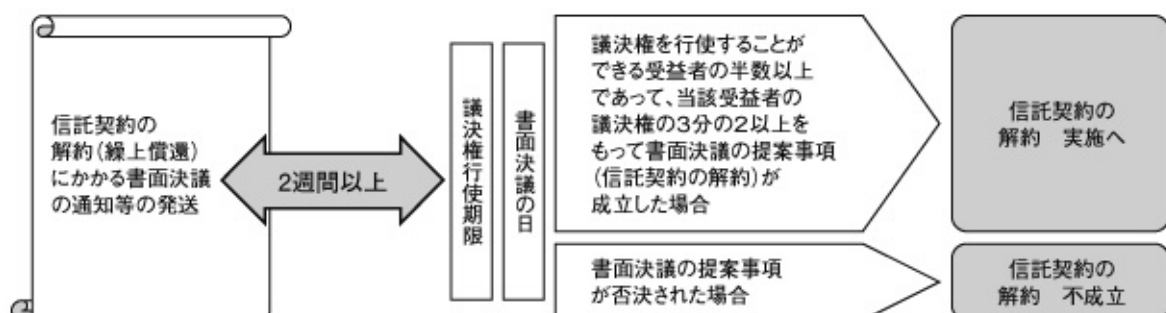 信託契約の
解約(繰上償還)
にかかる書面決議
の通知等の発送
2週間以上
議決権行使期限
書面決議の日
議決権を行使することが
できる受益者の半数以上
であって、当該受益者の
議決権の3分の2以上を
もって書面決議の提案事項
(信託契約の解約)が
成立した場合
信託契約の
解約 実施へ
書面決議の提案事項
が否決された場合
信託契約の
解約 不成立